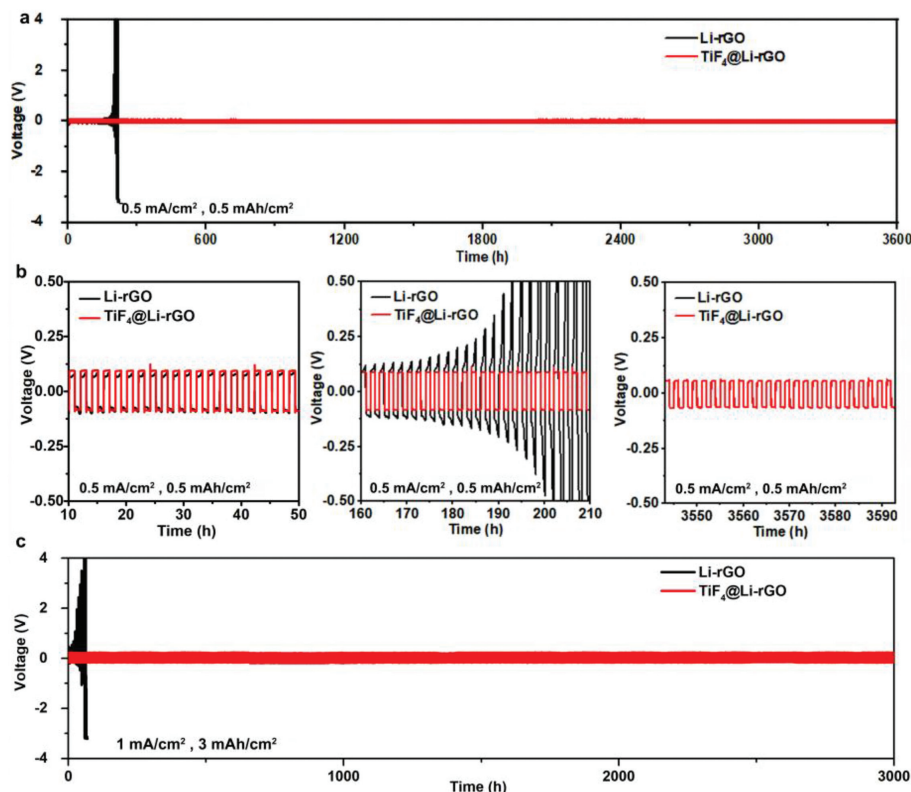 a
4
2
0
-2
-4
Voltage (V)
Li-rGO
TiF₄@Li-rGO
0.5 mA/cm² , 0.5 mAh/cm²
0 600 1200 1800 2400 3000 3600
Time (h)
b
0.50
0.25
0.00
-0.25
-0.50
Voltage (V)
Li-rGO
TiF₄@Li-rGO
0.5 mA/cm² , 0.5 mAh/cm²
10 20 30 40 50
Time (h)
0.50
0.25
0.00
-0.25
-0.50
Voltage (V)
Li-rGO
TiF₄@Li-rGO
0.5 mA/cm² , 0.5 mAh/cm²
160 170 180 190 200 210
Time (h)
0.50
0.25
0.00
-0.25
-0.50
Voltage (V)
Li-rGO
TiF₄@Li-rGO
0.5 mA/cm² , 0.5 mAh/cm²
3550 3560 3570 3580 3590
Time (h)
c
4
2
0
-2
-4
Voltage (V)
Li-rGO
TiF₄@Li-rGO
1 mA/cm² , 3 mAh/cm²
0 1000 2000 3000
Time (h)